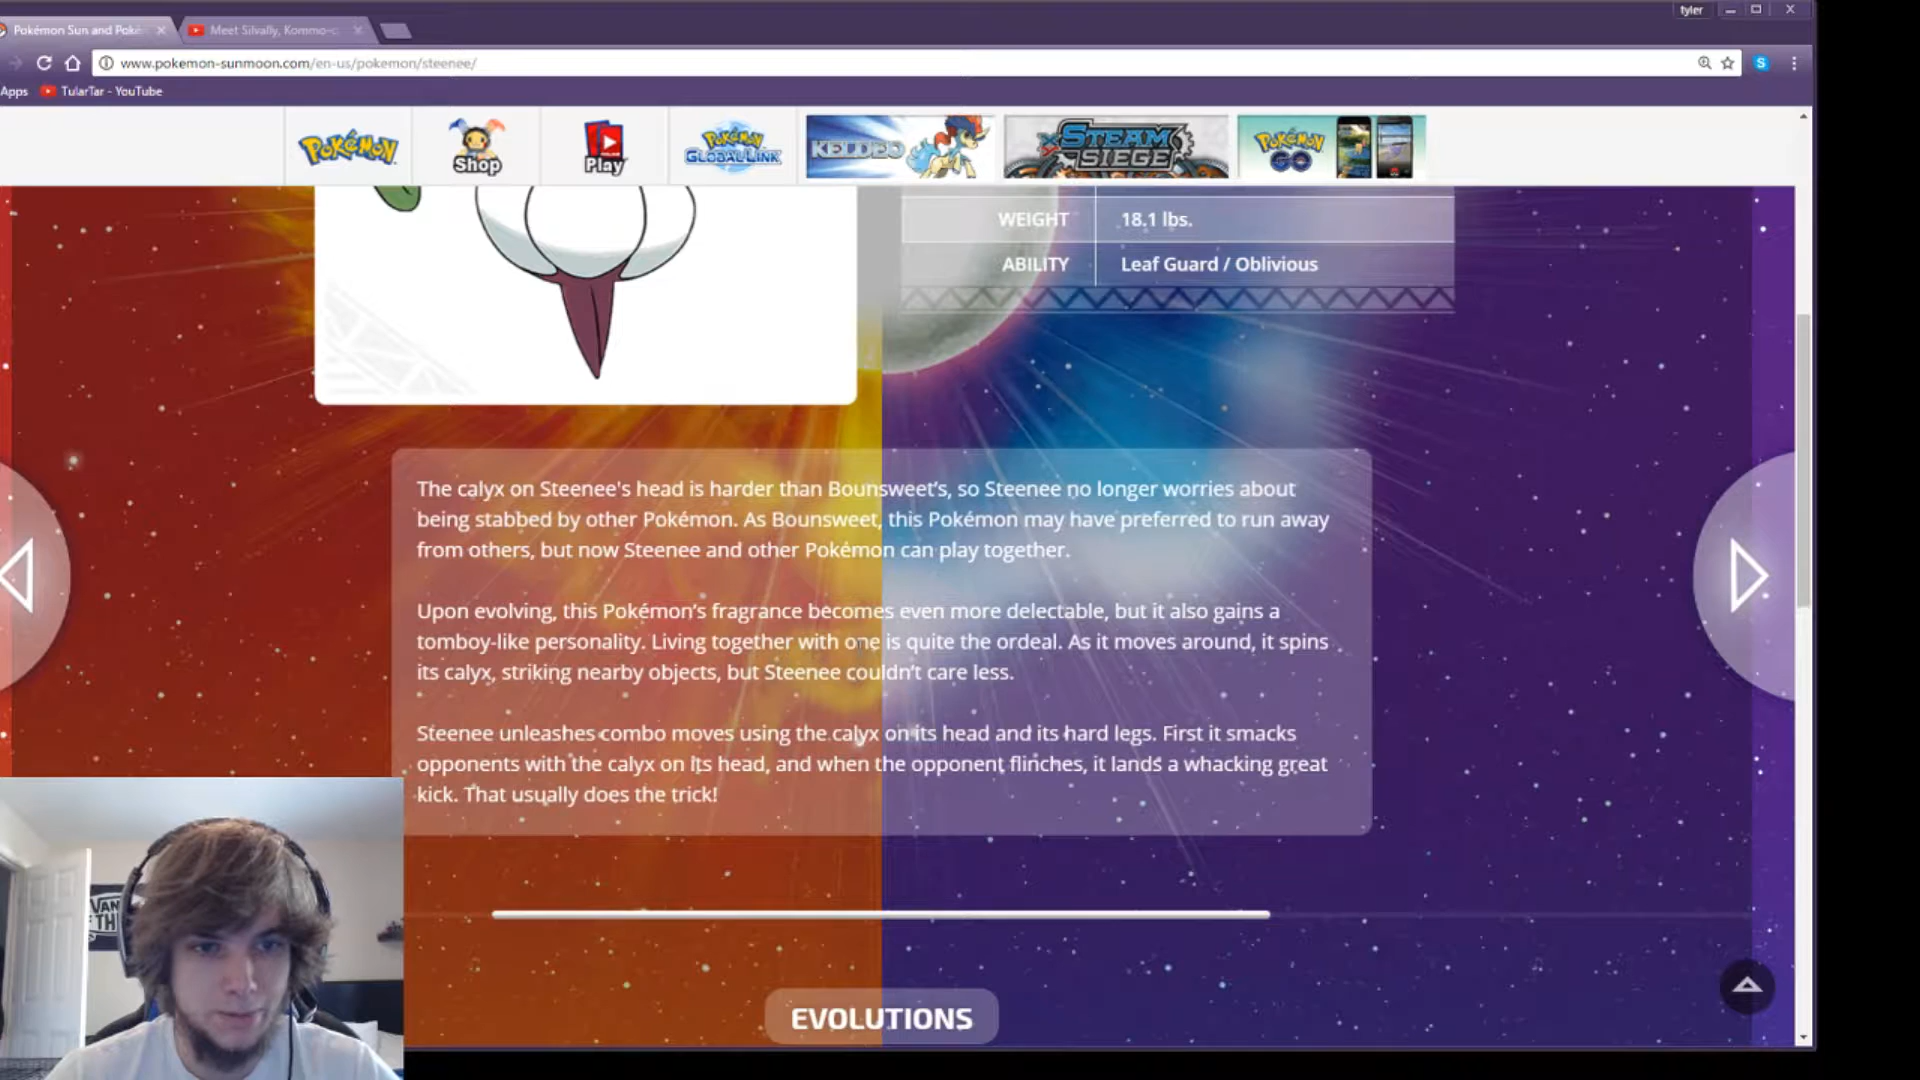 tyler
Pokémon Sun and Poké
Meet Silvally, Kommo-o
www.pokemon-sunmoon.com/en-us/pokemon/steenee/
S
Apps
TularTar - YouTube
POKÉMON
Shop
Play
POKÉMON GLOBAL LINK
KELDEO
STEAM SIEGE
POKÉMON GO
WEIGHT 18.1 lbs.
ABILITY Leaf Guard / Oblivious
The calyx on Steenee's head is harder than Bounsweet's, so Steenee no longer worries about
being stabbed by other Pokémon. As Bounsweet, this Pokémon may have preferred to run away
from others, but now Steenee and other Pokémon can play together.
Upon evolving, this Pokémon's fragrance becomes even more delectable, but it also gains a
tomboy-like personality. Living together with one is quite the ordeal. As it moves around, it spins
its calyx, striking nearby objects, but Steenee couldn't care less.
Steenee unleashes combo moves using the calyx on its head and its hard legs. First it smacks
opponents with the calyx on its head, and when the opponent flinches, it lands a whacking great
kick. That usually does the trick!
EVOLUTIONS